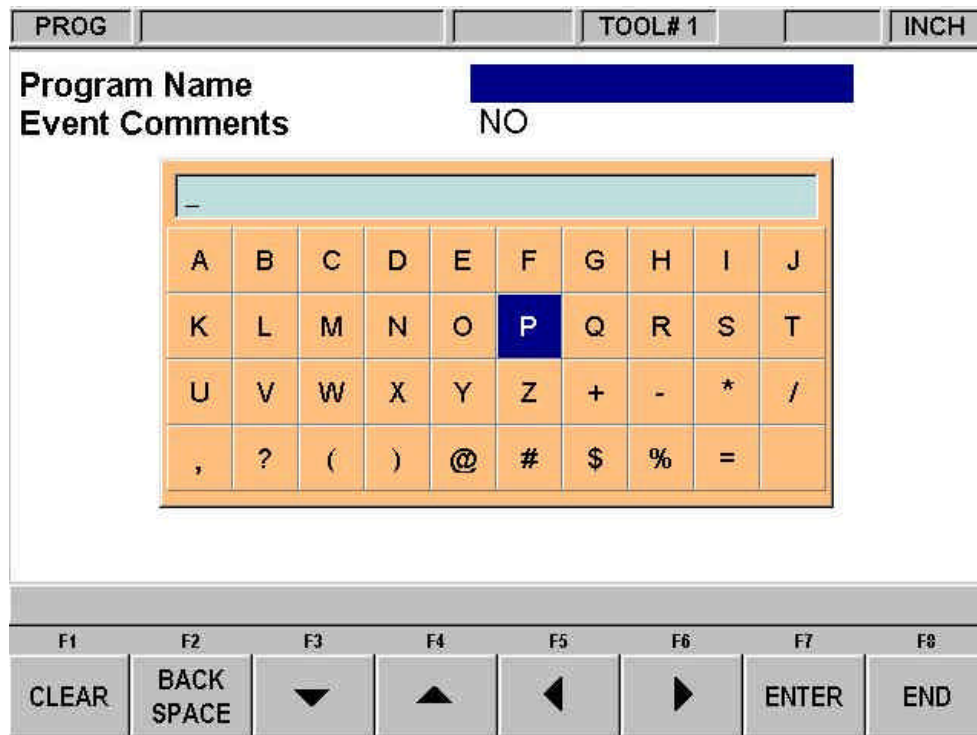 PROG TOOL# 1 INCH
Program Name
Event Comments NO
_
A B C D E F G H I J
K L M N O P Q R S T
U V W X Y Z + - * /
, ? ( ) @ # $ % =
F1 F2 F3 F4 F5 F6 F7 F8
CLEAR BACK SPACE ENTER END